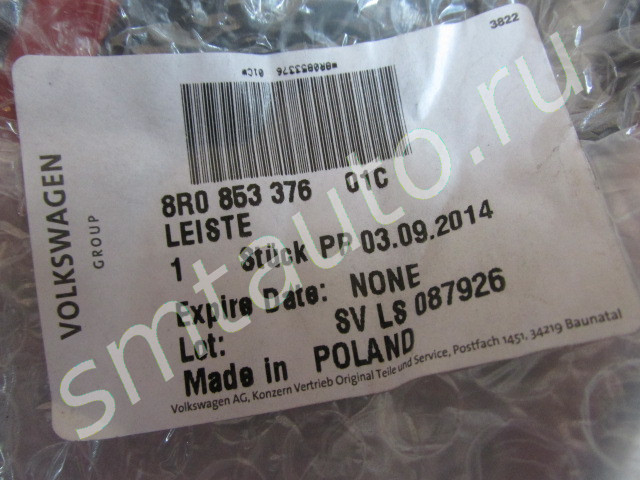 3822
*8R0853376 01C*
VOLKSWAGEN
GROUP
8R0 853 376 01C
LEISTE
1 Stück PR 03.09.2014
Expire Date: NONE
Lot: SV LS 087926
Made in POLAND
Volkswagen AG, Konzern Vertrieb Original Teile und Service, Postfach 1451, 34219 Baunatal
smtauto.ru